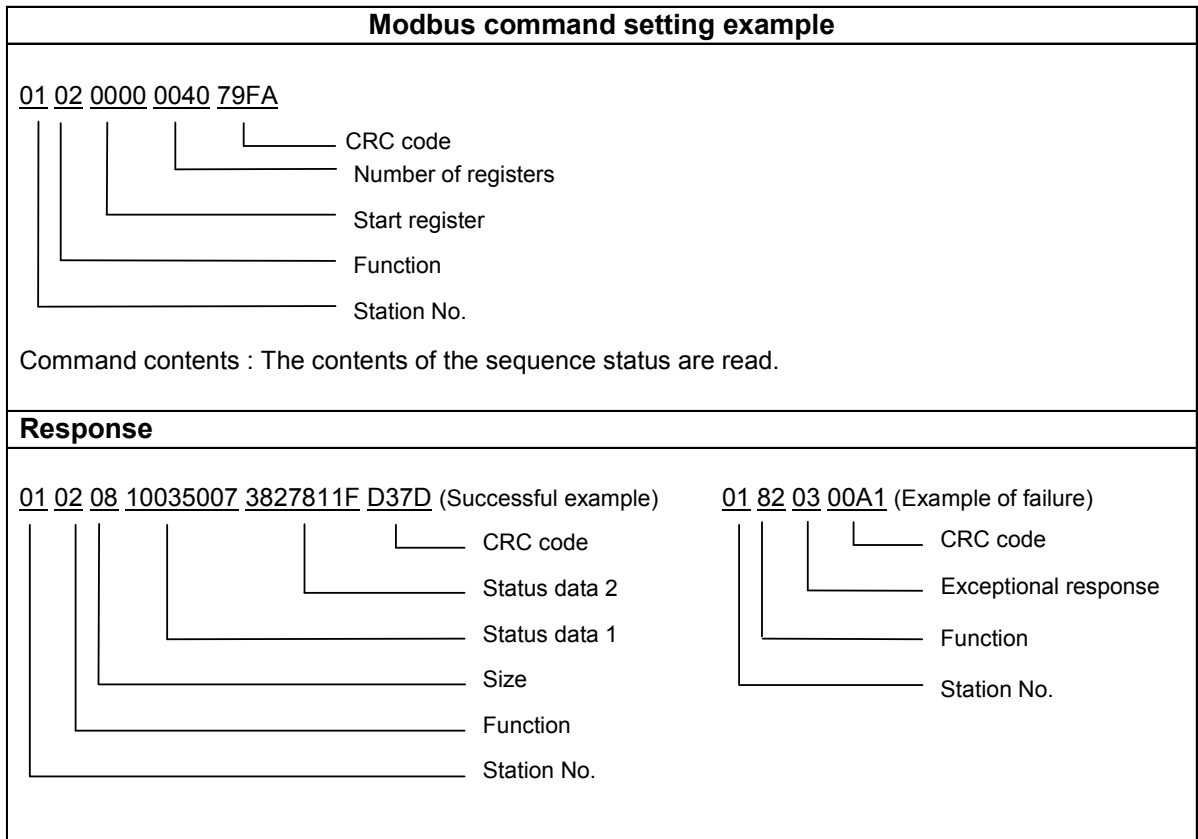 Modbus command setting example
01 02 0000 0040 79FA
CRC code
Number of registers
Start register
Function
Station No.
Command contents : The contents of the sequence status are read.
Response
01 02 08 10035007 3827811F D37D (Successful example)
CRC code
Status data 2
Status data 1
Size
Function
Station No.
01 82 03 00A1 (Example of failure)
CRC code
Exceptional response
Function
Station No.